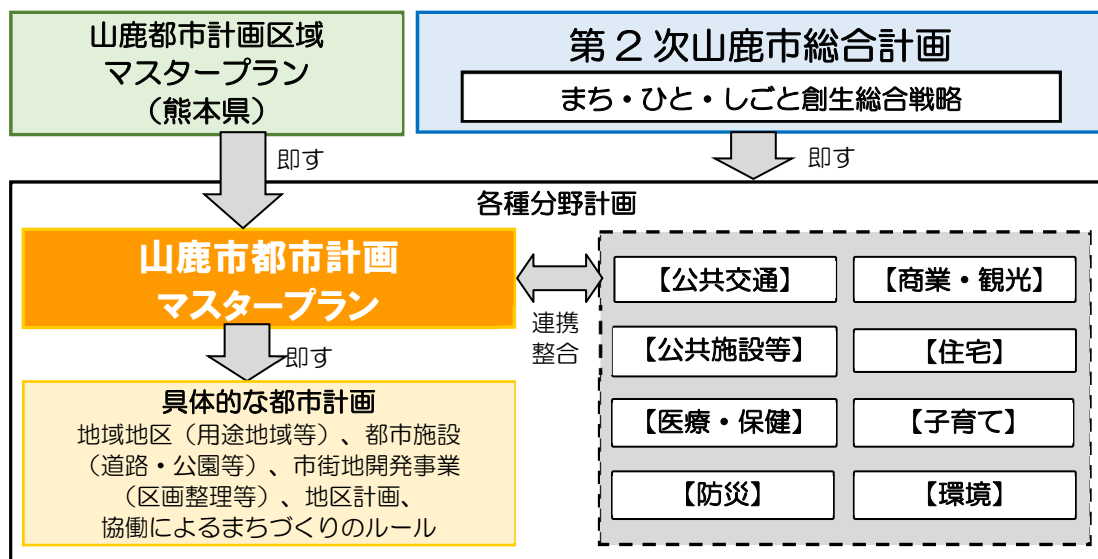 山鹿都市計画区域
マスタープラン
（熊本県）
第２次山鹿市総合計画
まち・ひと・しごと創生総合戦略
即す
即す
各種分野計画
山鹿市都市計画
マスタープラン
連携
整合
即す
具体的な都市計画
地域地区（用途地域等）、都市施設
（道路・公園等）、市街地開発事業
（区画整理等）、地区計画、
協働によるまちづくりのルール
【公共交通】
【商業・観光】
【公共施設等】
【住宅】
【医療・保健】
【子育て】
【防災】
【環境】